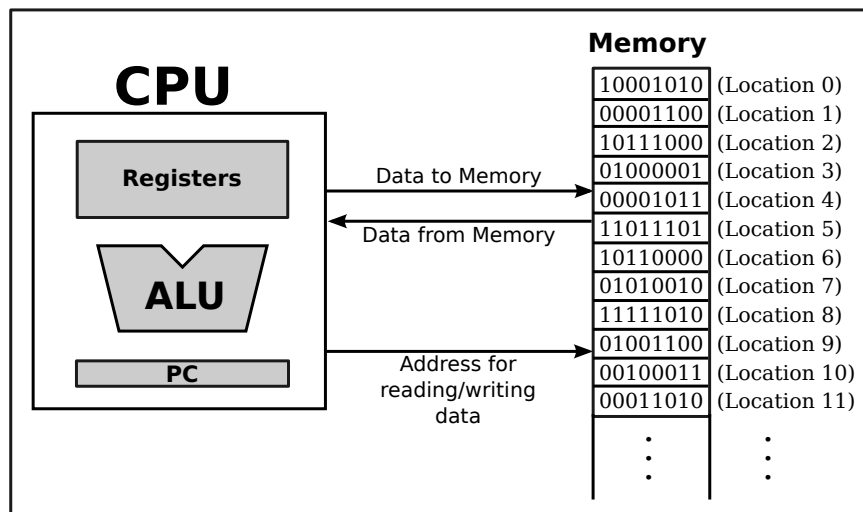 Memory
CPU
10001010 (Location 0)
00001100 (Location 1)
10111000 (Location 2)
01000001 (Location 3)
00001011 (Location 4)
11011101 (Location 5)
10110000 (Location 6)
01010010 (Location 7)
11111010 (Location 8)
01001100 (Location 9)
00100011 (Location 10)
00011010 (Location 11)
Registers
Data to Memory
Data from Memory
ALU
PC
Address for
reading/writing
data